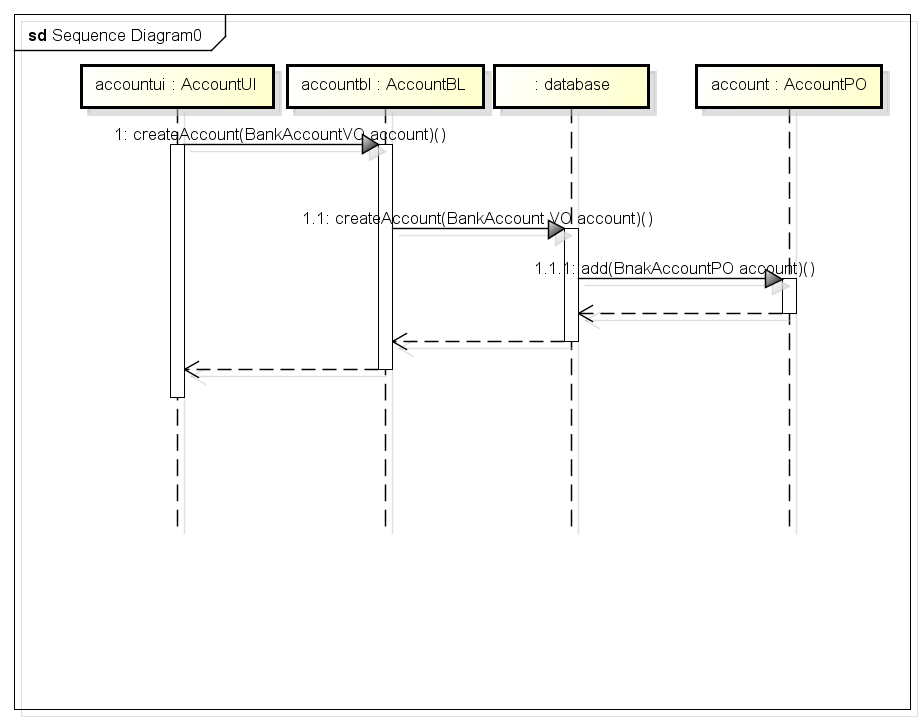 sd Sequence Diagram0
accountui : AccountUI
accountbl : AccountBL
: database
account : AccountPO
1: createAccount(BankAccountVO account)()
1.1: createAccount(BankAccount VO account)()
1.1.1: add(BnakAccountPO account)()